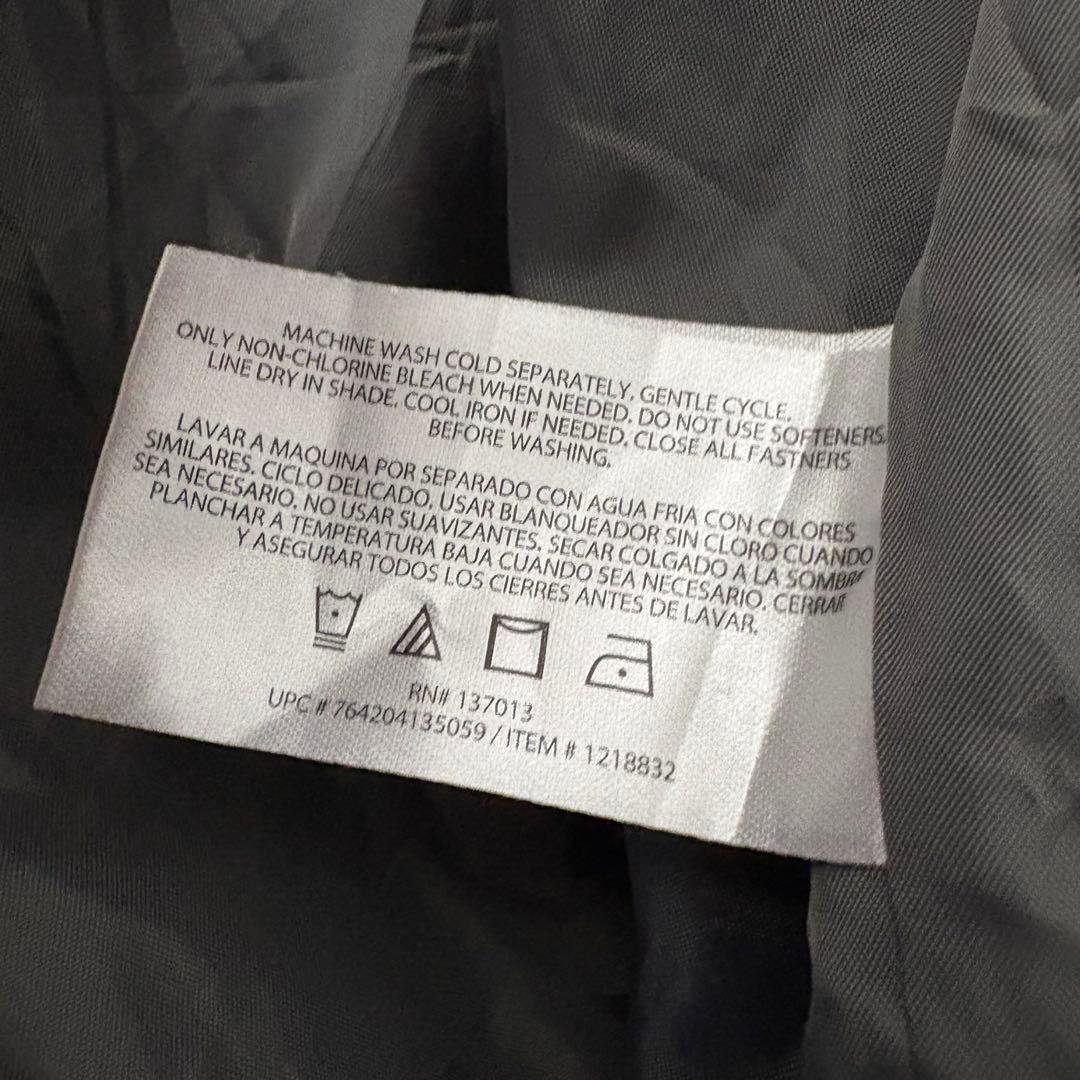 MACHINE WASH COLD SEPARATELY, GENTLE CYCLE.
ONLY NON-CHLORINE BLEACH WHEN NEEDED. DO NOT USE SOFTENERS.
LINE DRY IN SHADE. COOL IRON IF NEEDED. CLOSE ALL FASTNERS
BEFORE WASHING.
LAVAR A MAQUINA POR SEPARADO CON AGUA FRIA CON COLORES
SIMILARES. CICLO DELICADO. USAR BLANQUEADOR SIN CLORO CUANDO
SEA NECESARIO. NO USAR SUAVIZANTES. SECAR COLGADO A LA SOMBRA
PLANCHAR A TEMPERATURA BAJA CUANDO SEA NECESARIO. CERRAR
Y ASEGURAR TODOS LOS CIERRES ANTES DE LAVAR.
RN# 137013
UPC # 764204135059 / ITEM # 1218832